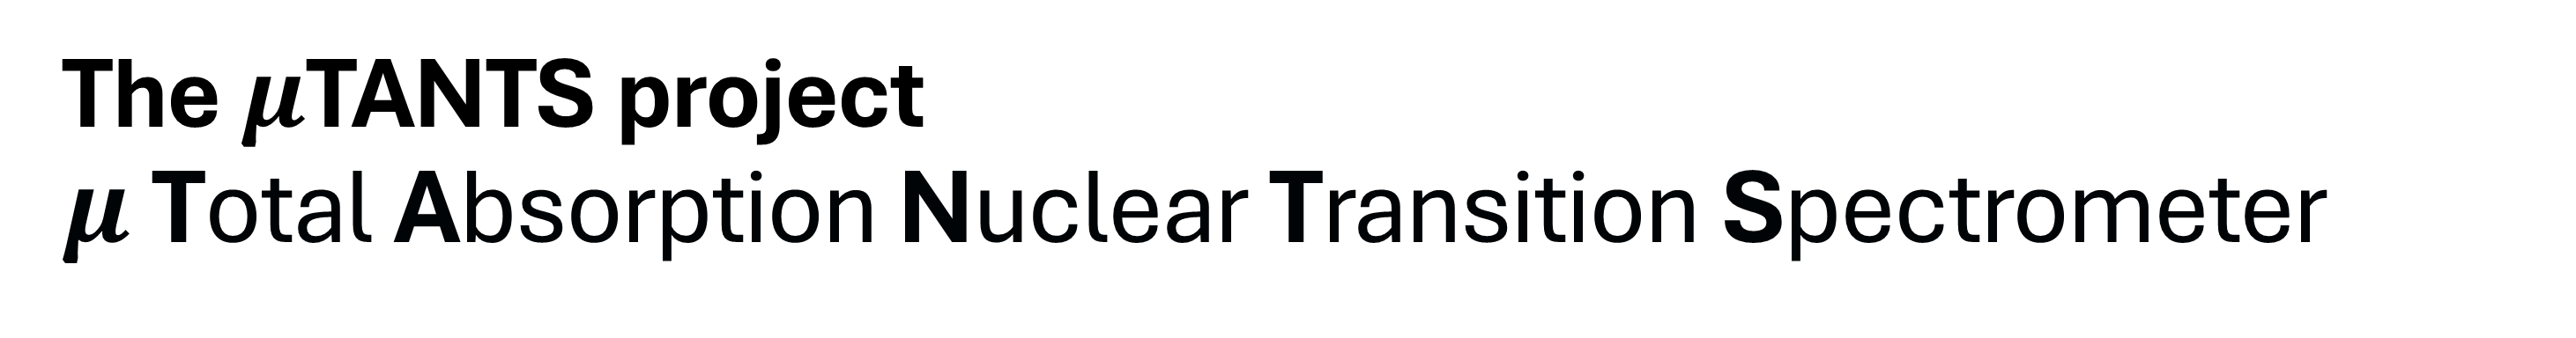 The μTANTS project
μ Total Absorption Nuclear Transition Spectrometer